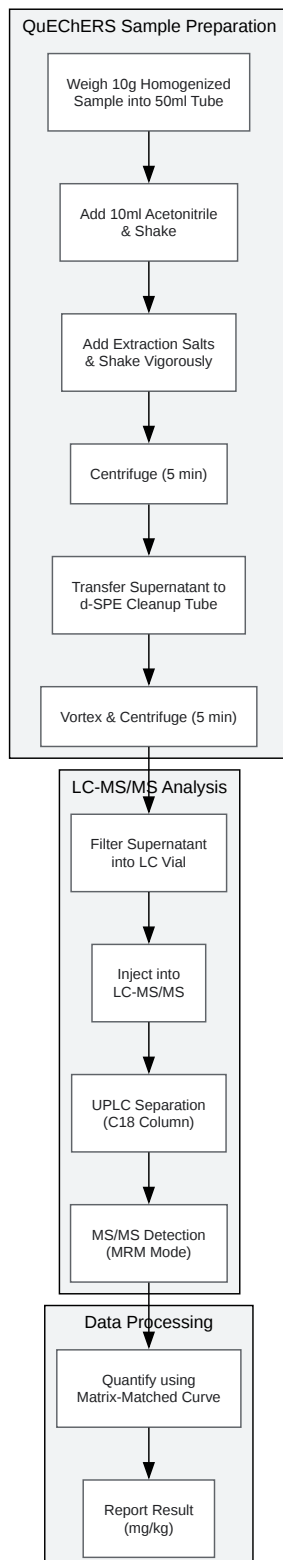 QuEChERS Sample Preparation
Weigh 10g Homogenized
Sample into 50ml Tube
Add 10ml Acetonitrile
& Shake
Add Extraction Salts
& Shake Vigorously
Centrifuge (5 min)
Transfer Supernatant to
d-SPE Cleanup Tube
Vortex & Centrifuge (5 min)
LC-MS/MS Analysis
Filter Supernatant
into LC Vial
Inject into
LC-MS/MS
UPLC Separation
(C18 Column)
MS/MS Detection
(MRM Mode)
Data Processing
Quantify using
Matrix-Matched Curve
Report Result
(mg/kg)